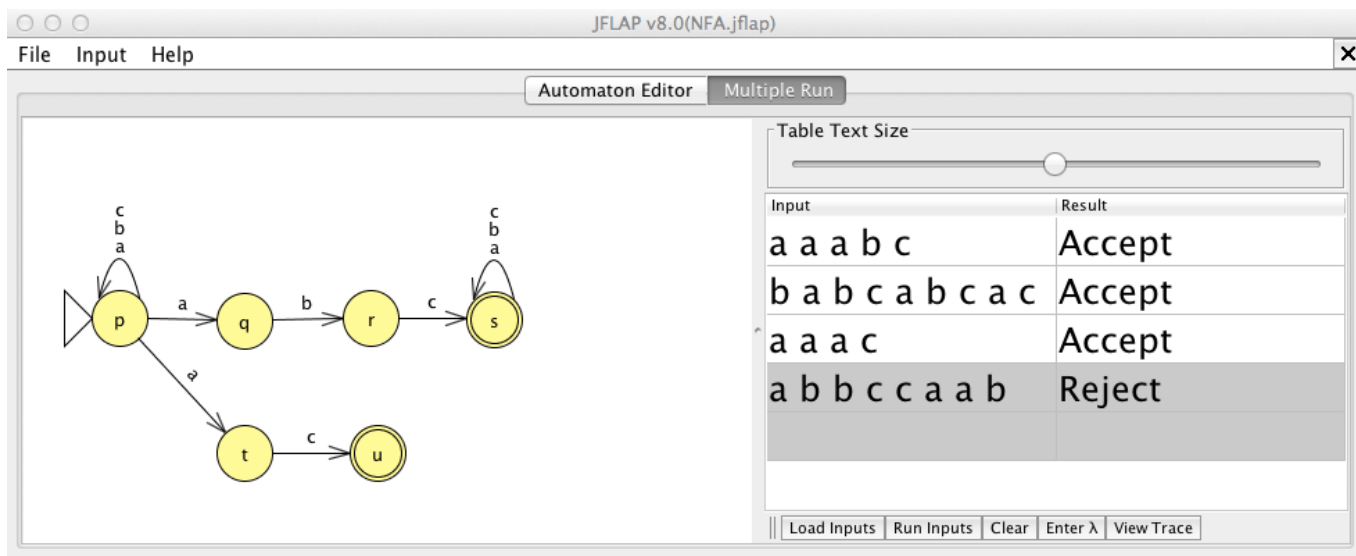 JFLAP v8.0(NFA.jflap)
File Input Help
Automaton Editor Multiple Run
Table Text Size
Input Result
a a a b c Accept
b a b c a b c a c Accept
a a a c Accept
a b b c c a a b Reject
Load Inputs Run Inputs Clear Enter λ View Trace
c
b
a
c
b
a
p a q b r c s
a
t c u